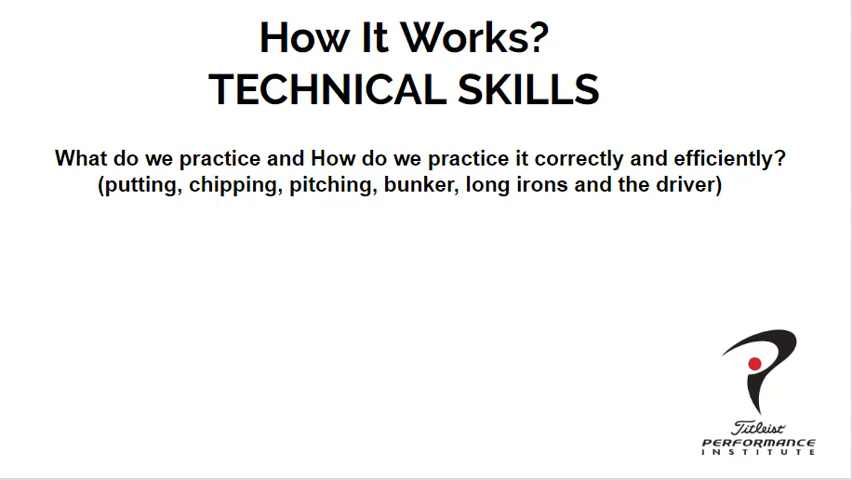 How It Works?
TECHNICAL SKILLS
What do we practice and How do we practice it correctly and efficiently?
(putting, chipping, pitching, bunker, long irons and the driver)
Titleist
PERFORMANCE
INSTITUTE